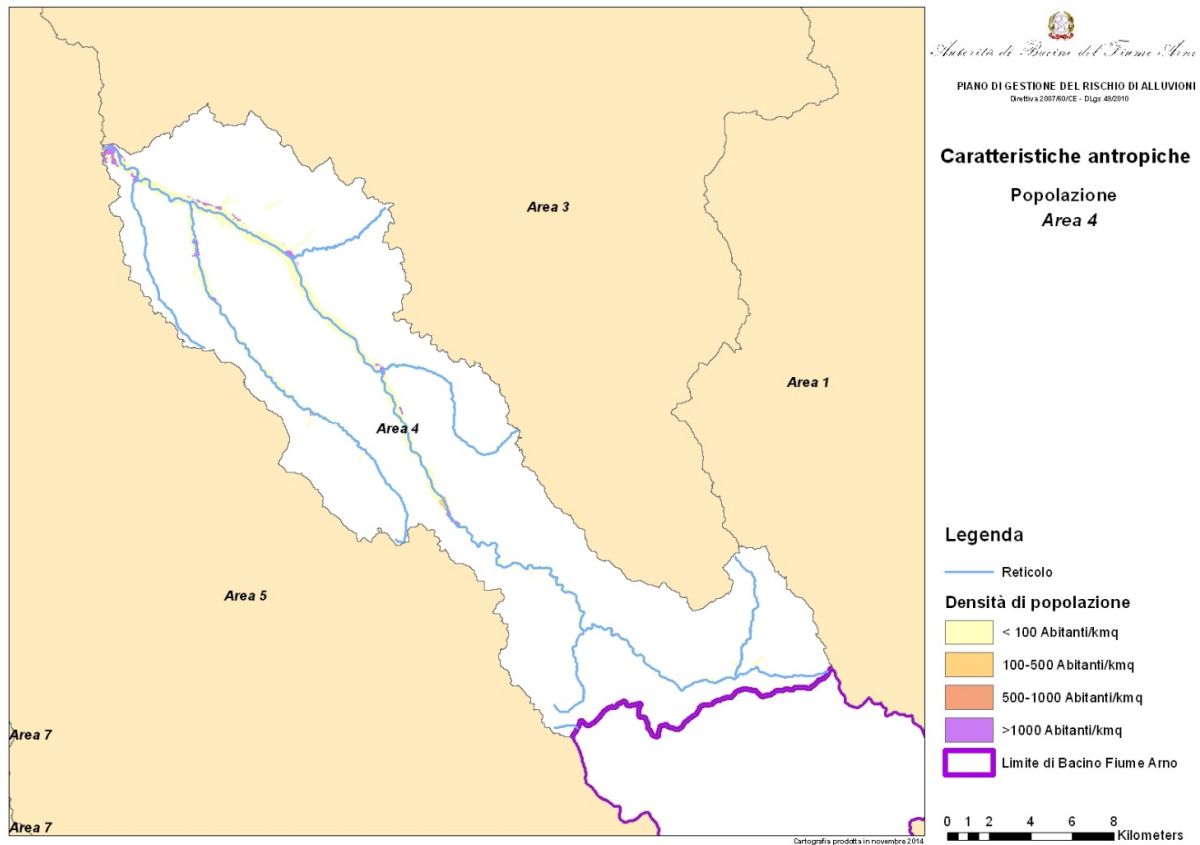 Autorità di Bacino del Fiume Arno
PIANO DI GESTIONE DEL RISCHIO DI ALLUVIONI
Direttiva 2007/60/CE - DLgs 49/2010
Caratteristiche antropiche
Popolazione
Area 4
Area 3
Area 1
Area 4
Area 5
Area 7
Area 7
Legenda
Reticolo
Densità di popolazione
< 100 Abitanti/kmq
100-500 Abitanti/kmq
500-1000 Abitanti/kmq
>1000 Abitanti/kmq
Limite di Bacino Fiume Arno
0 1 2 4 6 8
Kilometers
Cartografia prodotta in novembre 2014